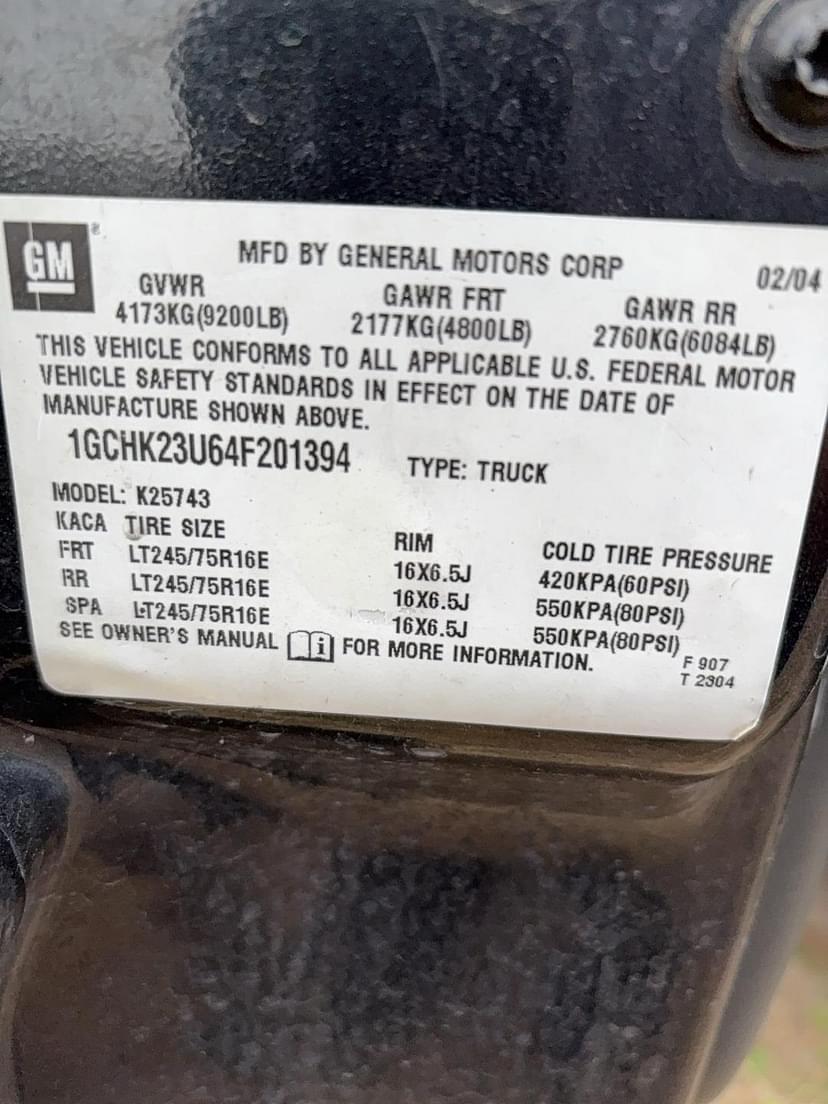 GM®
MFD BY GENERAL MOTORS CORP 02/04
GVWR GAWR FRT GAWR RR
4173KG(9200LB) 2177KG(4800LB) 2760KG(6084LB)
THIS VEHICLE CONFORMS TO ALL APPLICABLE U.S. FEDERAL MOTOR
VEHICLE SAFETY STANDARDS IN EFFECT ON THE DATE OF
MANUFACTURE SHOWN ABOVE.
1GCHK23U64F201394 TYPE: TRUCK
MODEL: K25743
KACA TIRE SIZE RIM COLD TIRE PRESSURE
FRT LT245/75R16E 16X6.5J 420KPA(60PSI)
RR LT245/75R16E 16X6.5J 550KPA(80PSI)
SPA LT245/75R16E 16X6.5J 550KPA(80PSI)
SEE OWNER'S MANUAL i FOR MORE INFORMATION.
F 907
T 2304